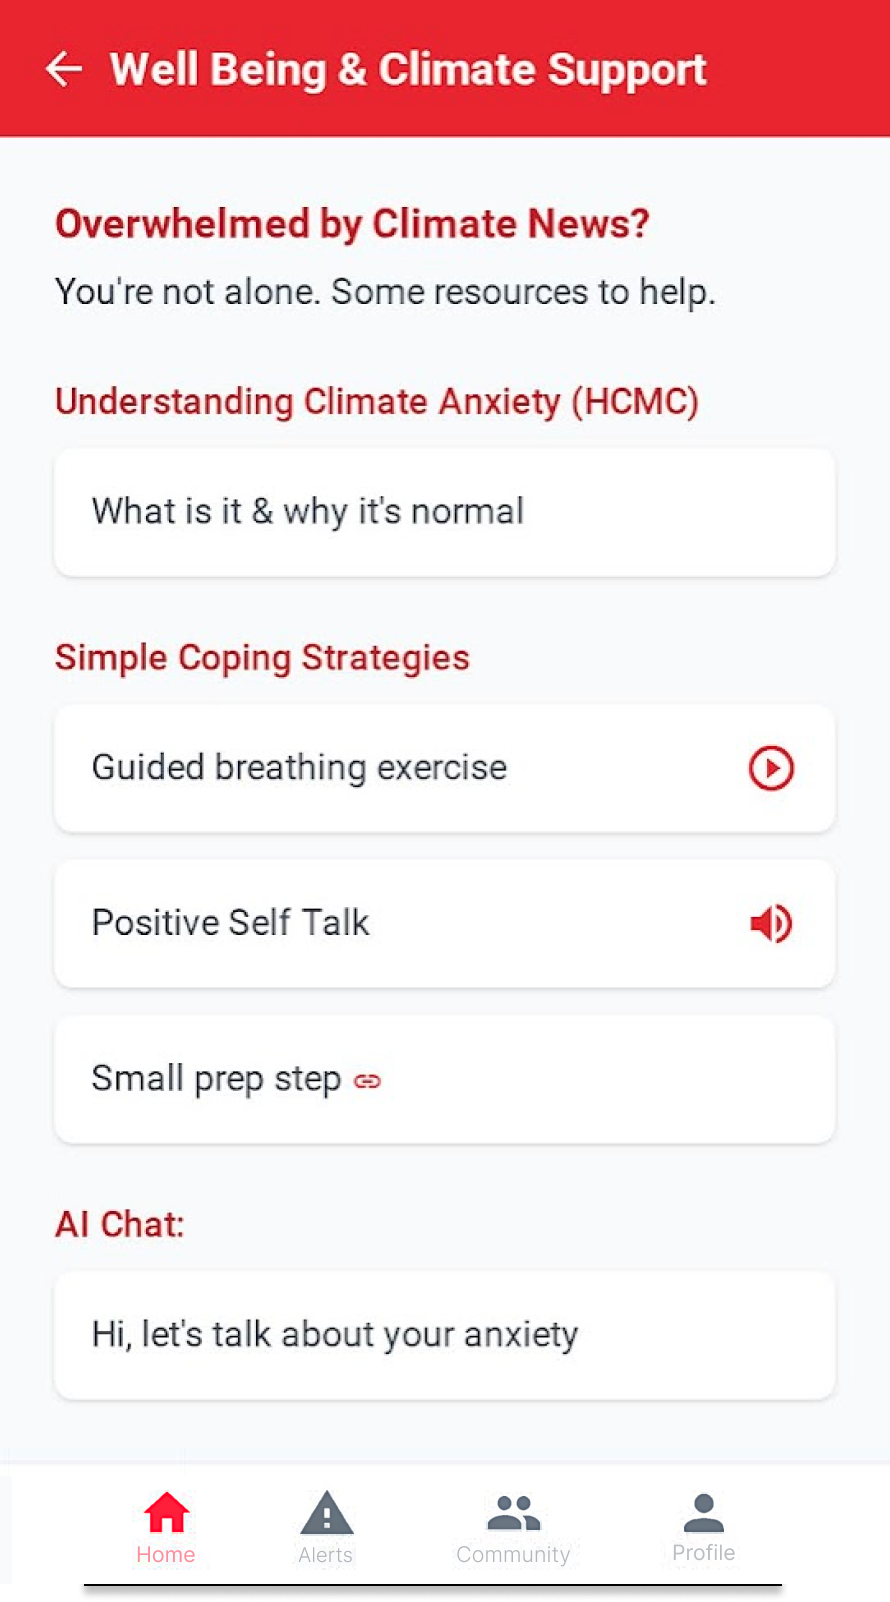 Well Being & Climate Support
Overwhelmed by Climate News?
You're not alone. Some resources to help.
Understanding Climate Anxiety (HCMC)
What is it & why it's normal
Simple Coping Strategies
Guided breathing exercise
Positive Self Talk
Small prep step
AI Chat:
Hi, let's talk about your anxiety
Home Alerts Community Profile